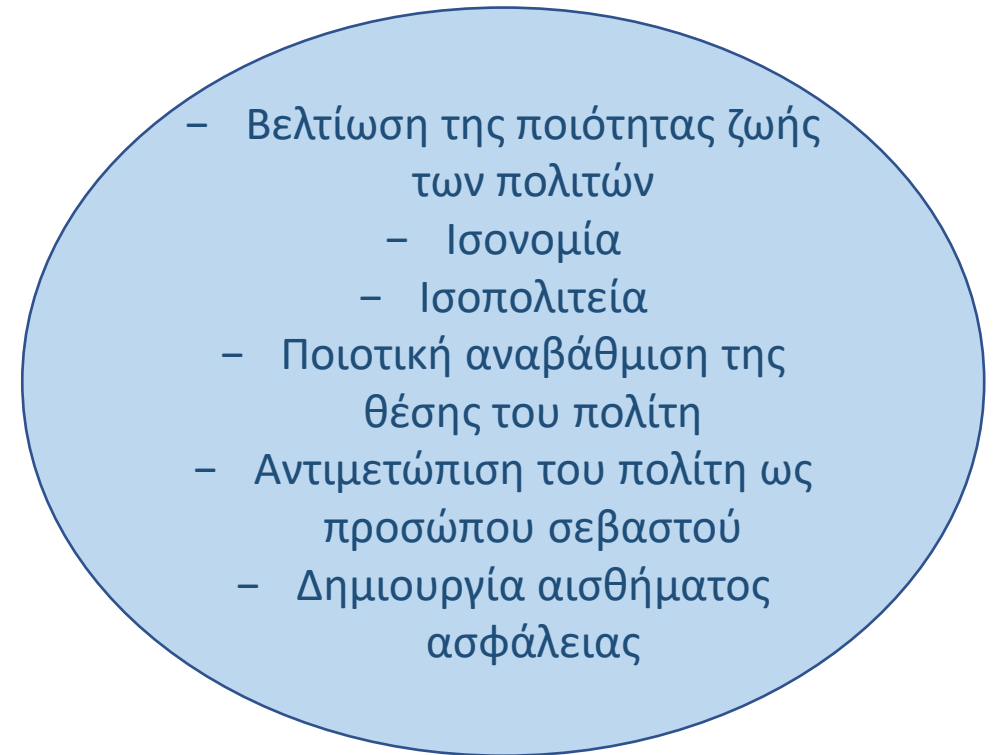 − Βελτίωση της ποιότητας ζωής
των πολιτών
− Ισονομία
− Ισοπολιτεία
− Ποιοτική αναβάθμιση της
θέσης του πολίτη
− Αντιμετώπιση του πολίτη ως
προσώπου σεβαστού
− Δημιουργία αισθήματος
ασφάλειας